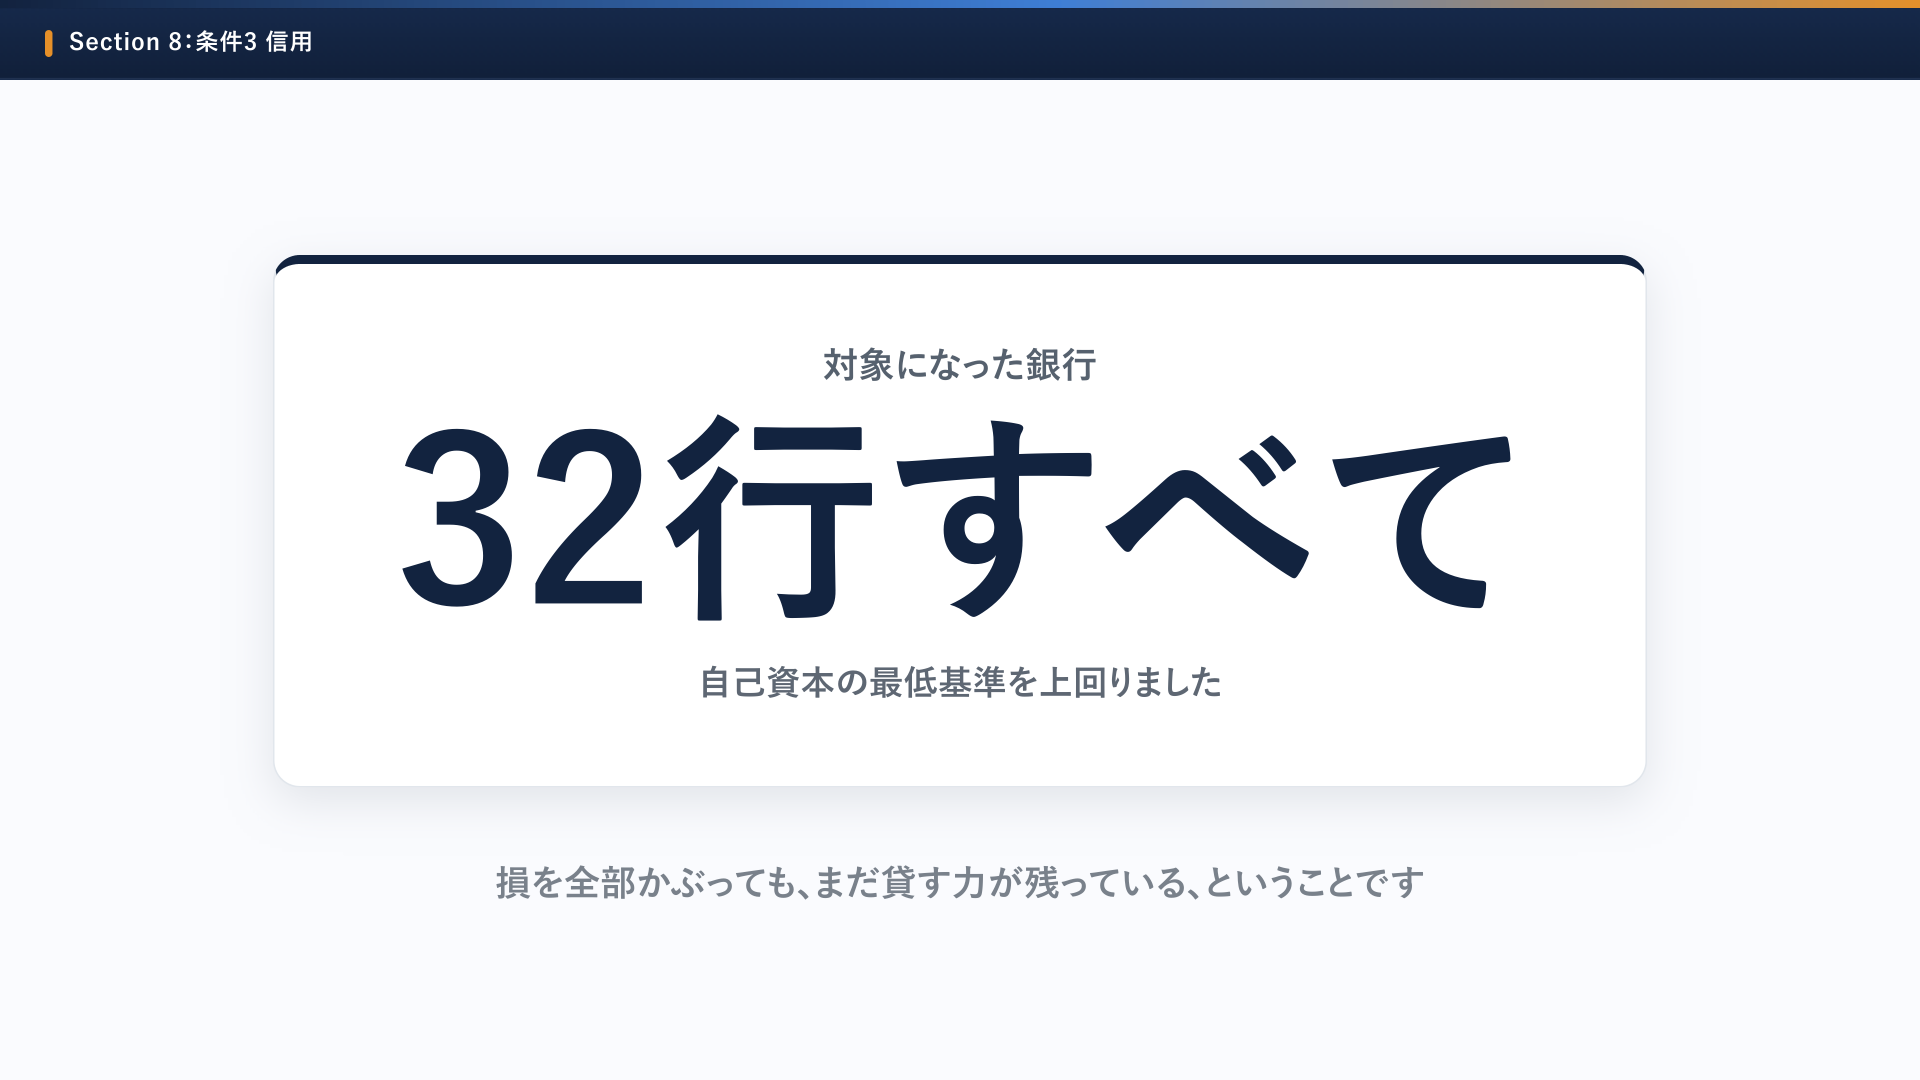 Section 8：条件3 信用
対象になった銀行
32行すべて
自己資本の最低基準を上回りました
損を全部かぶっても、まだ貸す力が残っている、ということです